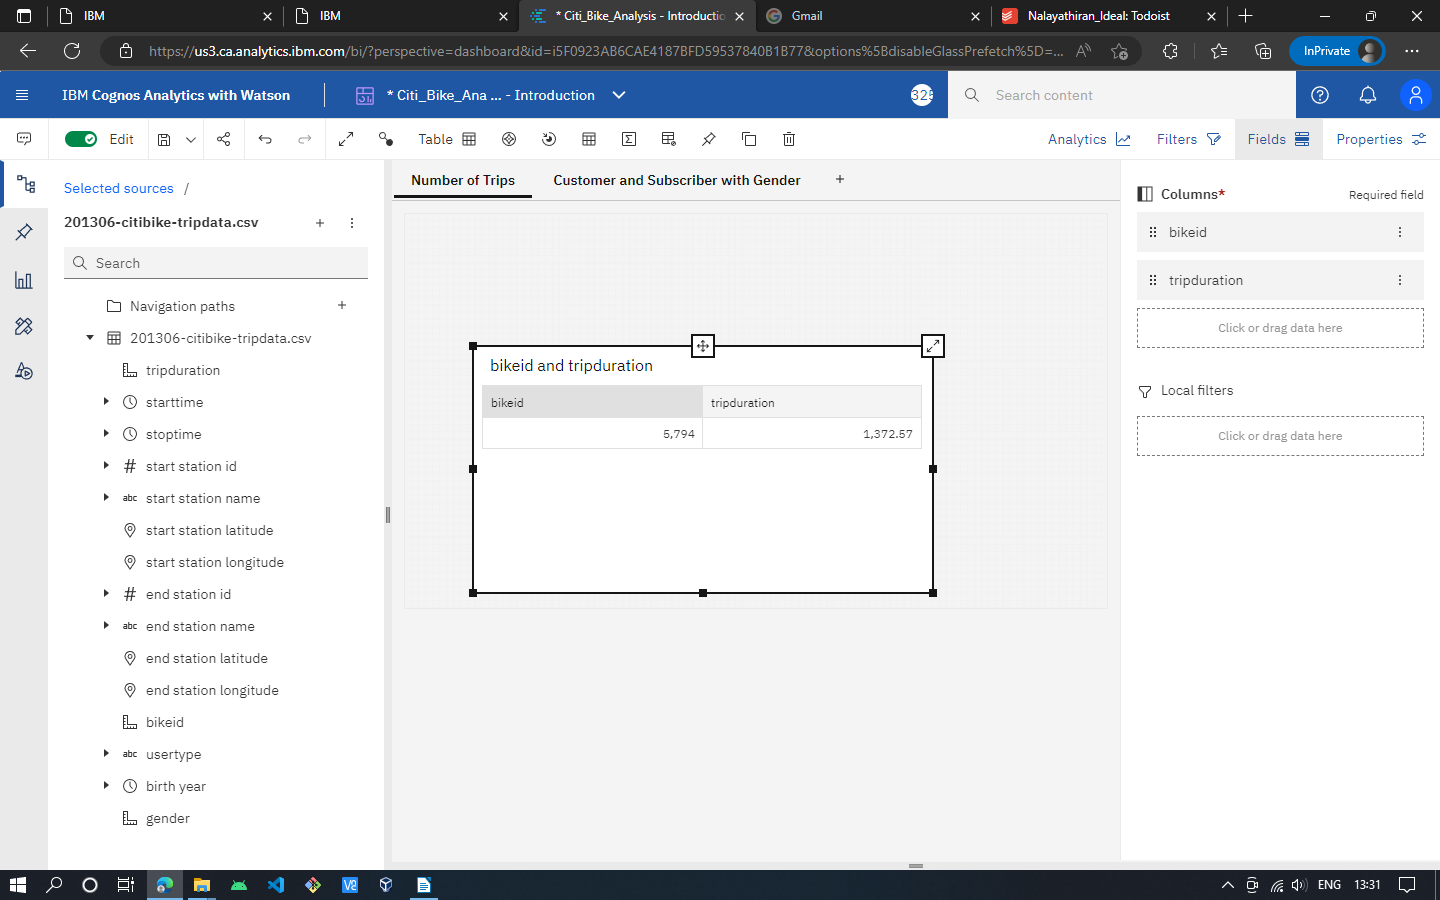 IBM
IBM
* Citi_Bike_Analysis - Introductio
Gmail
Nalayathiran_Ideal: Todoist
https://us3.ca.analytics.ibm.com/bi/?perspective=dashboard&id=i5F0923AB6CAE4187BFD59537840B1B77&options%5BdisableGlassPrefetch%5D=...
InPrivate
IBM Cognos Analytics with Watson
* Citi_Bike_Ana ... - Introduction
325
Search content
Edit
Table
Analytics
Filters
Fields
Properties
Selected sources /
201306-citibike-tripdata.csv
Search
Navigation paths
201306-citibike-tripdata.csv
tripduration
starttime
stoptime
# start station id
abc start station name
start station latitude
start station longitude
# end station id
abc end station name
end station latitude
end station longitude
bikeid
abc usertype
birth year
gender
Number of Trips
Customer and Subscriber with Gender
bikeid and tripduration
bikeid tripduration
5,794 1,372.57
Columns* Required field
bikeid
tripduration
Click or drag data here
Local filters
Click or drag data here
ENG 13:31